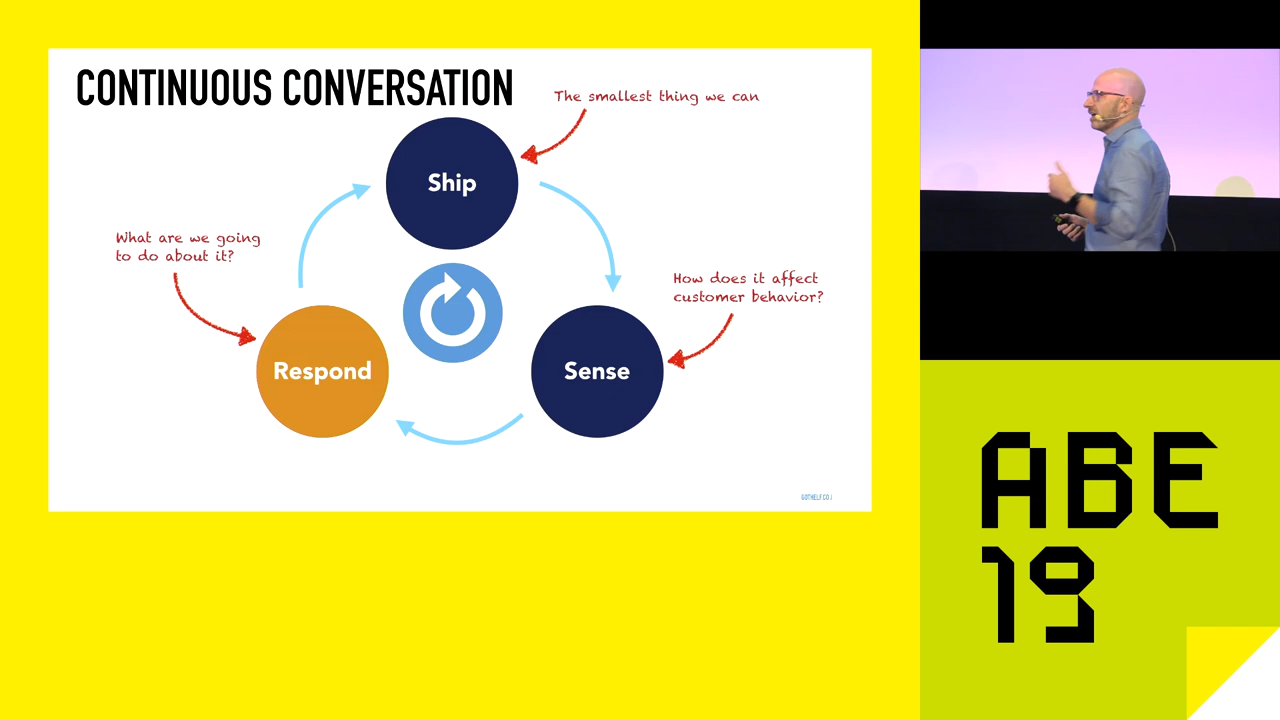 CONTINUOUS CONVERSATION
The smallest thing we can
Ship
What are we going
to do about it?
How does it affect
customer behavior?
Respond
Sense
GOTHELF.CO /
ABE
19